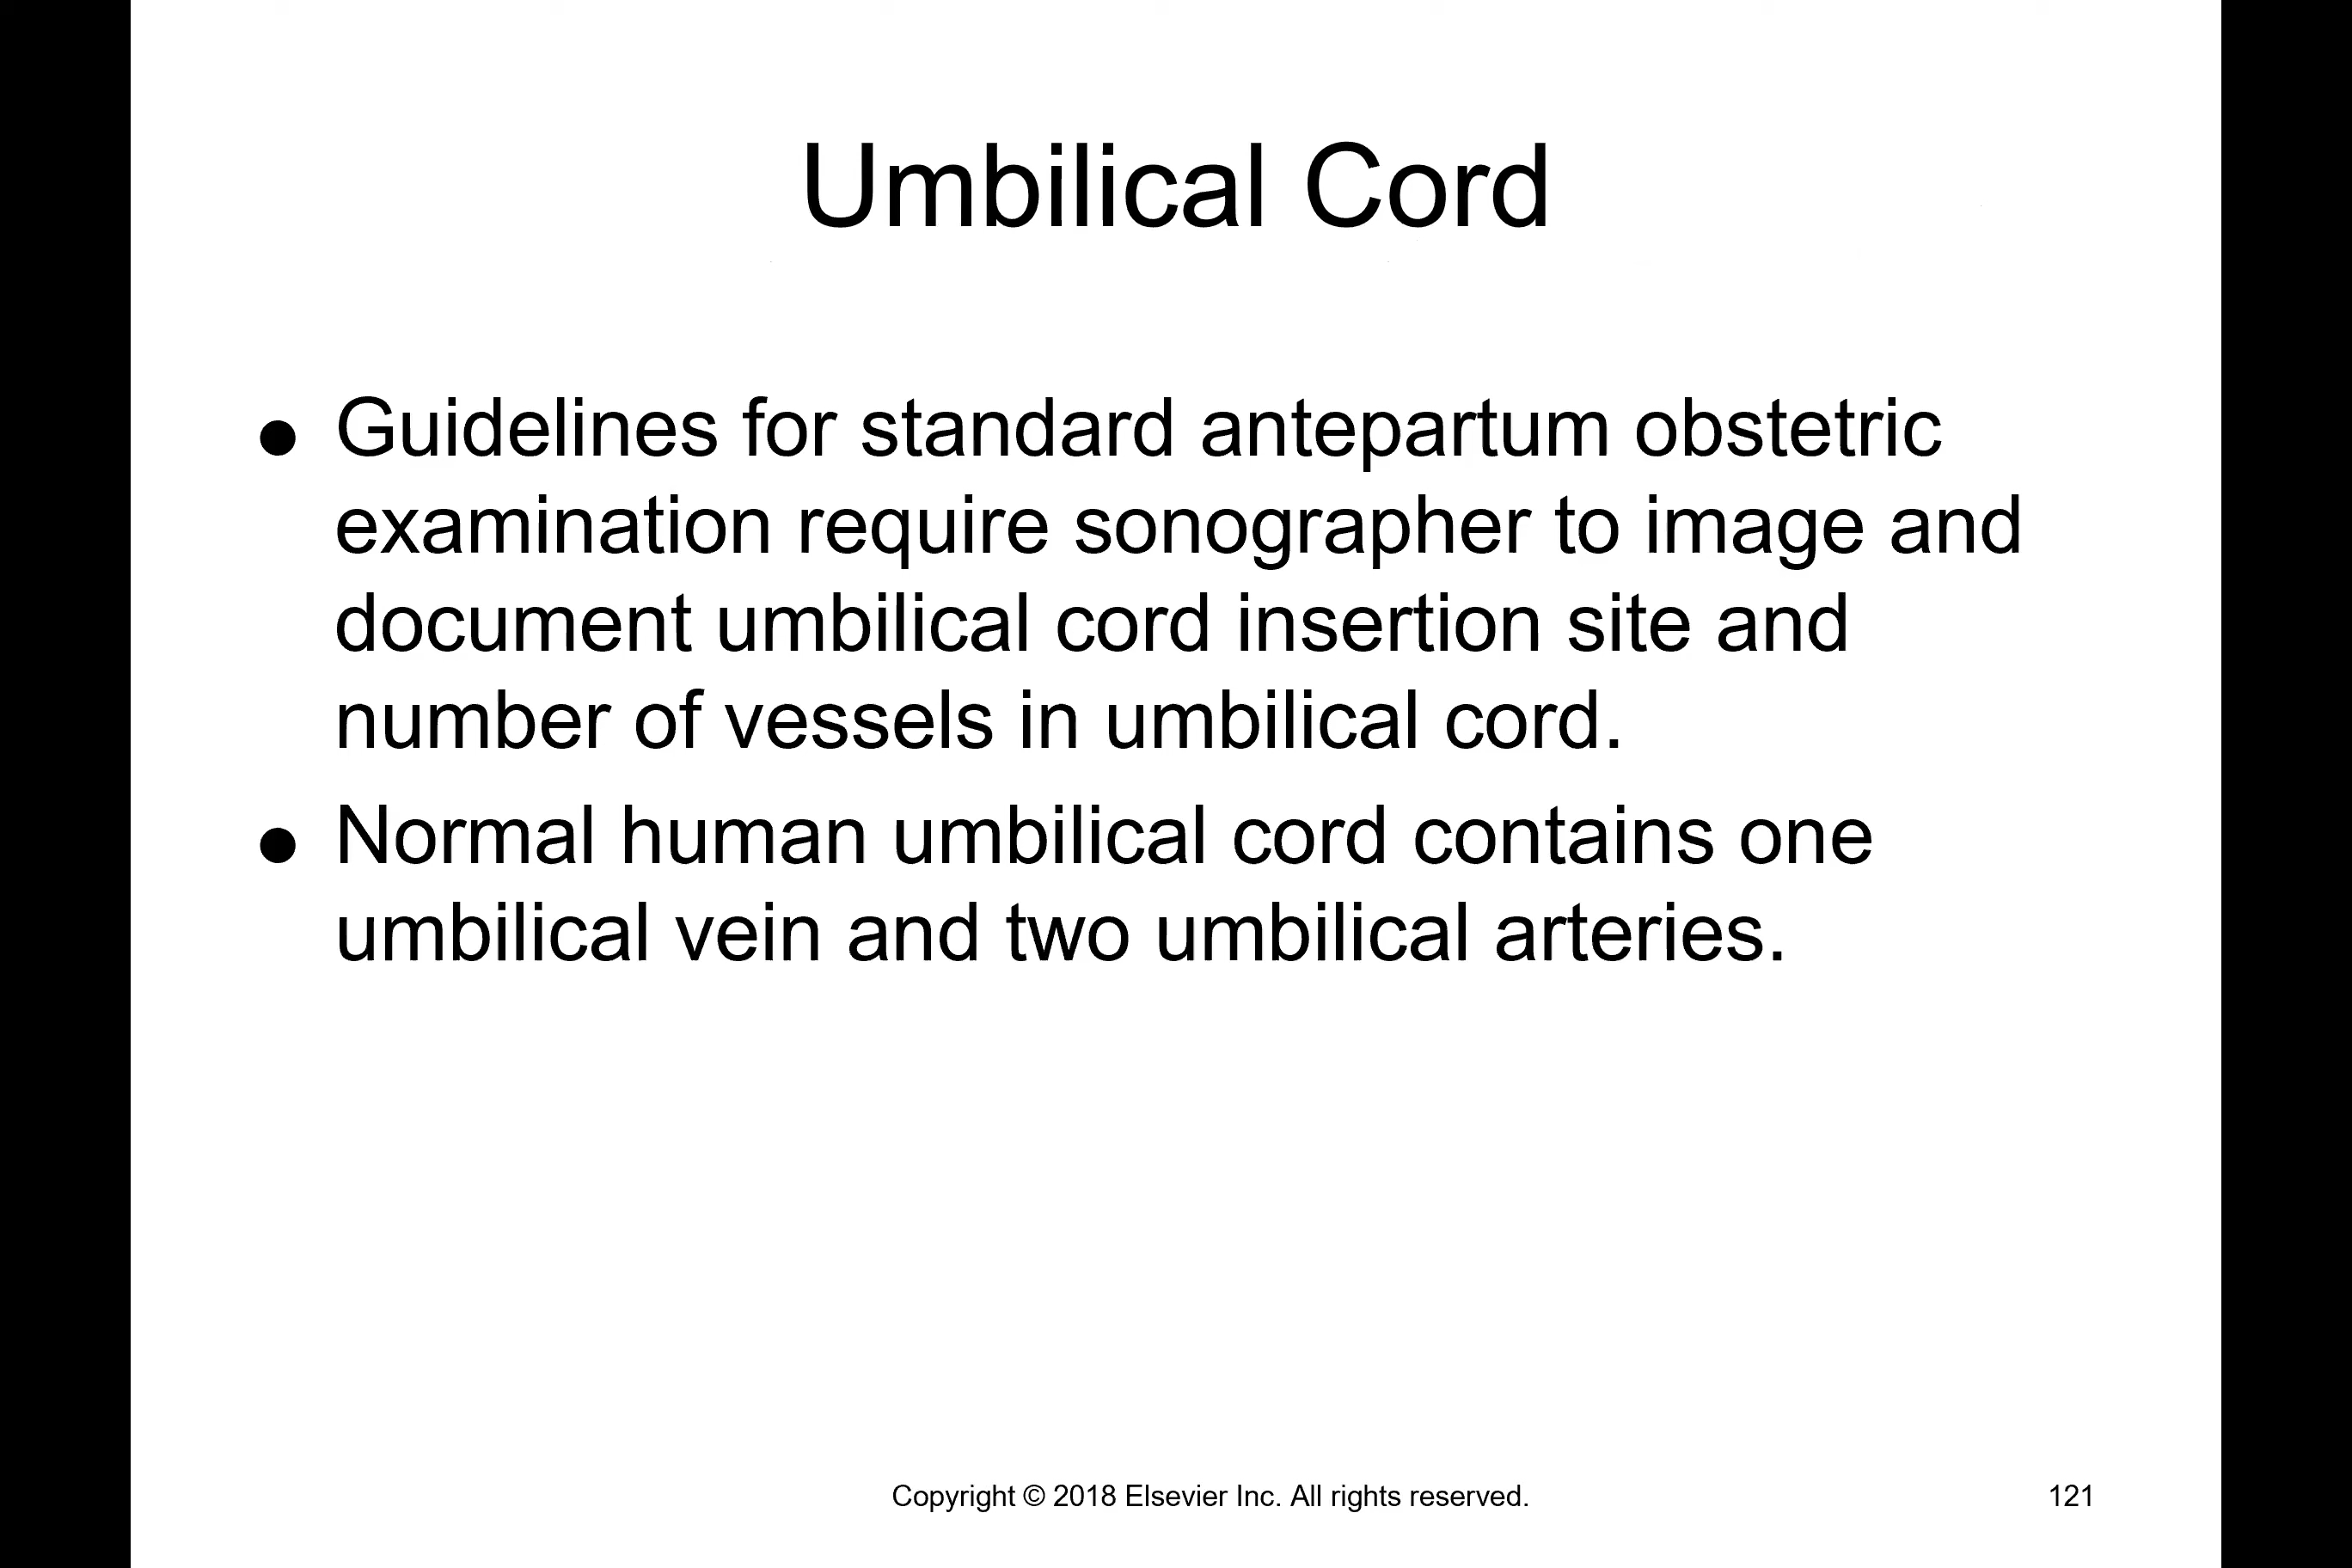 Umbilical Cord
● Guidelines for standard antepartum obstetric
examination require sonographer to image and
document umbilical cord insertion site and
number of vessels in umbilical cord.
● Normal human umbilical cord contains one
umbilical vein and two umbilical arteries.
Copyright © 2018 Elsevier Inc. All rights reserved.
121